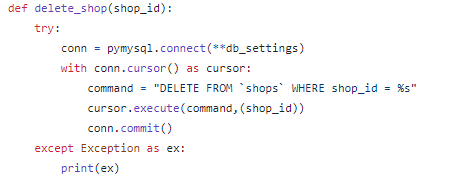 def delete_shop(shop_id):
    try:
        conn = pymysql.connect(**db_settings)
        with conn.cursor() as cursor:
            command = "DELETE FROM `shops` WHERE shop_id = %s"
            cursor.execute(command,(shop_id))
            conn.commit()
    except Exception as ex:
        print(ex)